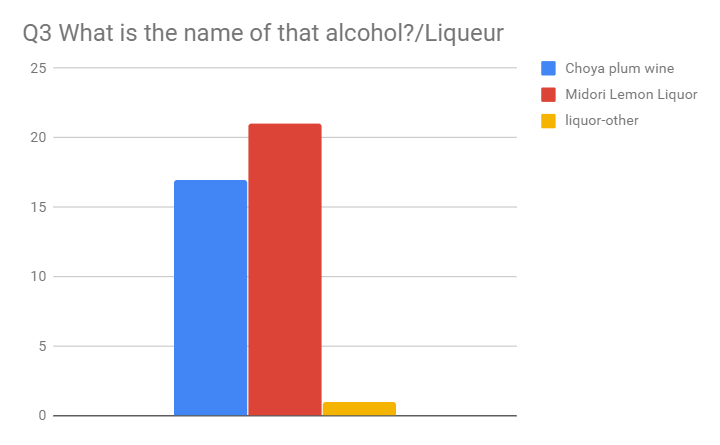 Q3 What is the name of that alcohol?/Liqueur
25
20
15
10
5
0
Choya plum wine
Midori Lemon Liquor
liquor-other